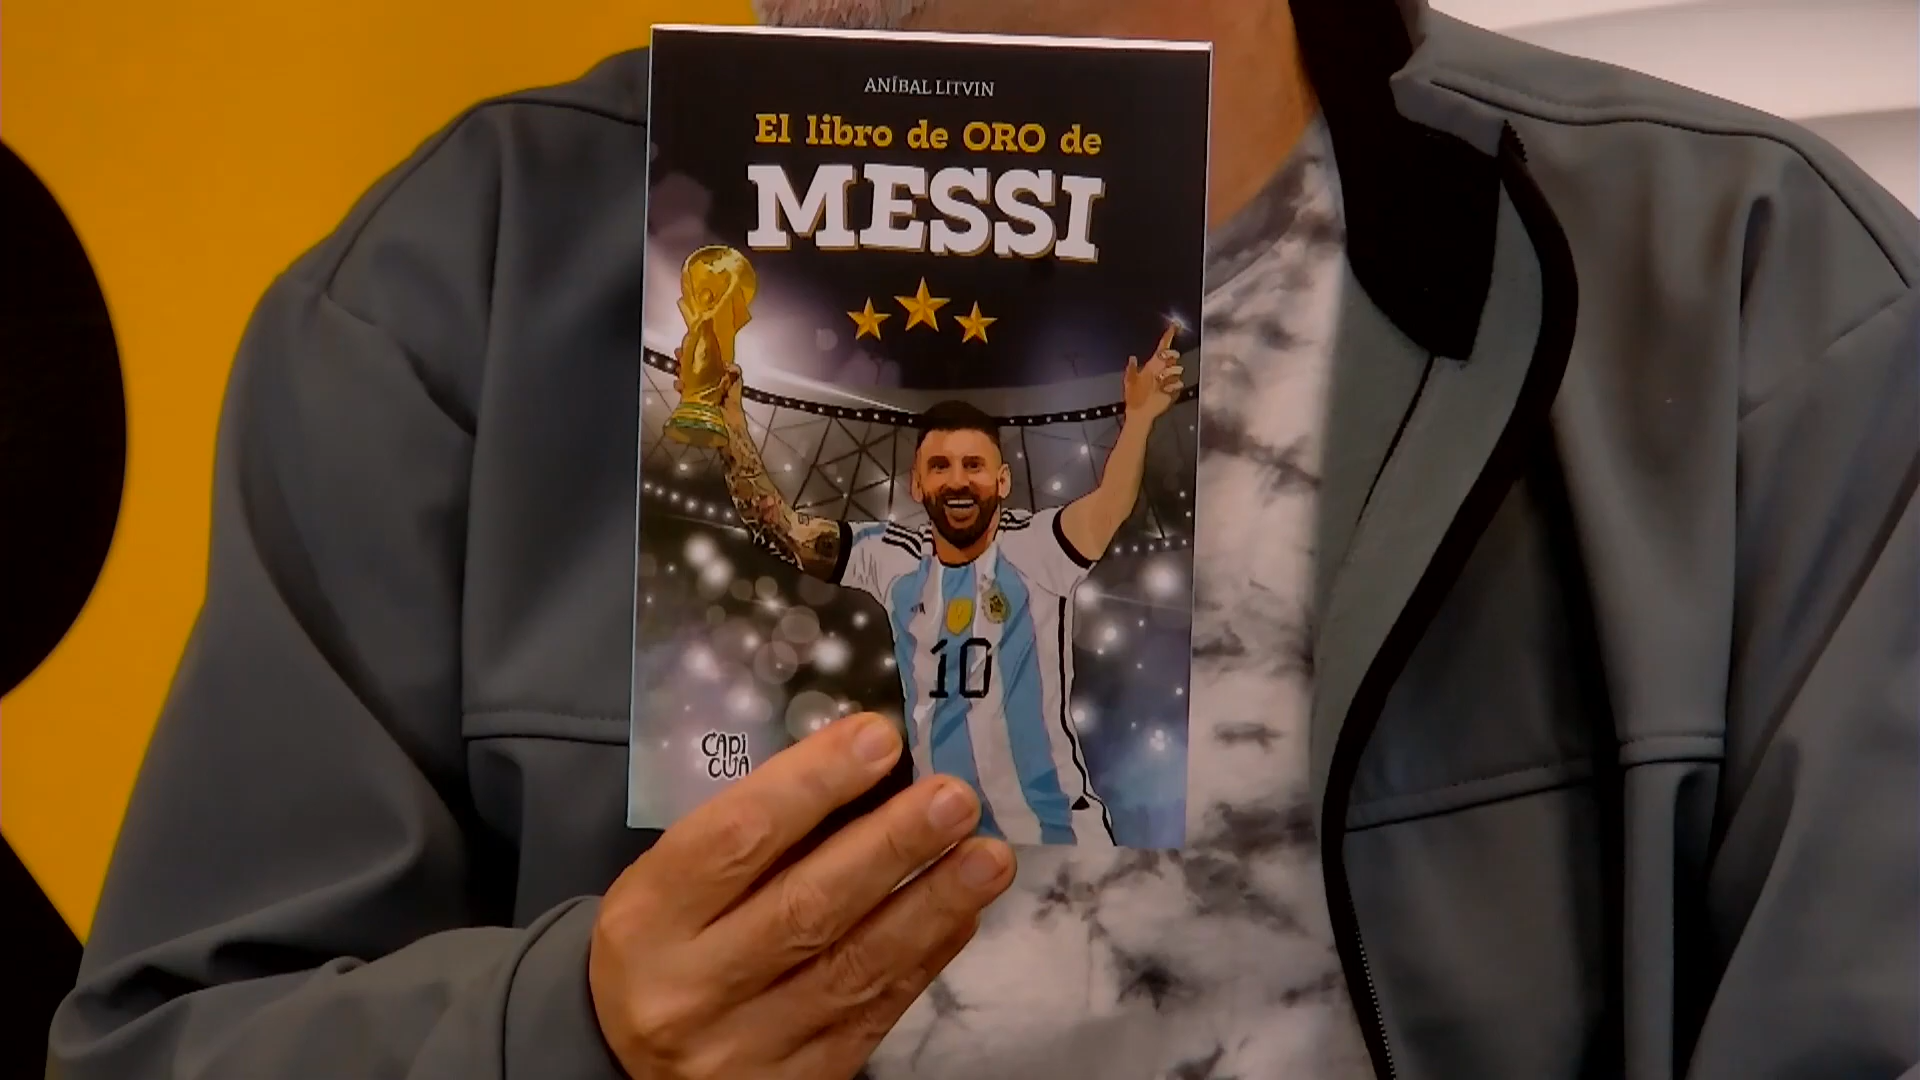 ANÍBAL LITVIN
El libro de ORO de
MESSI
10
CAPI
CUA